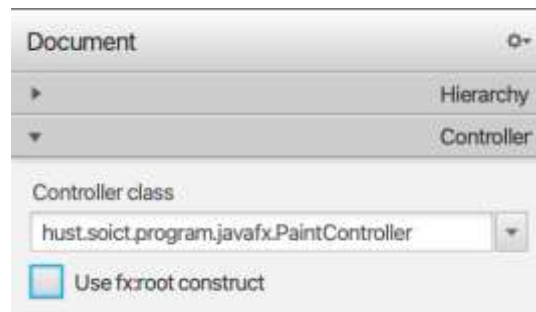 Document
Hierarchy
Controller
Controller class
hust.soict.program.javafx.PaintController
Use fx:root construct